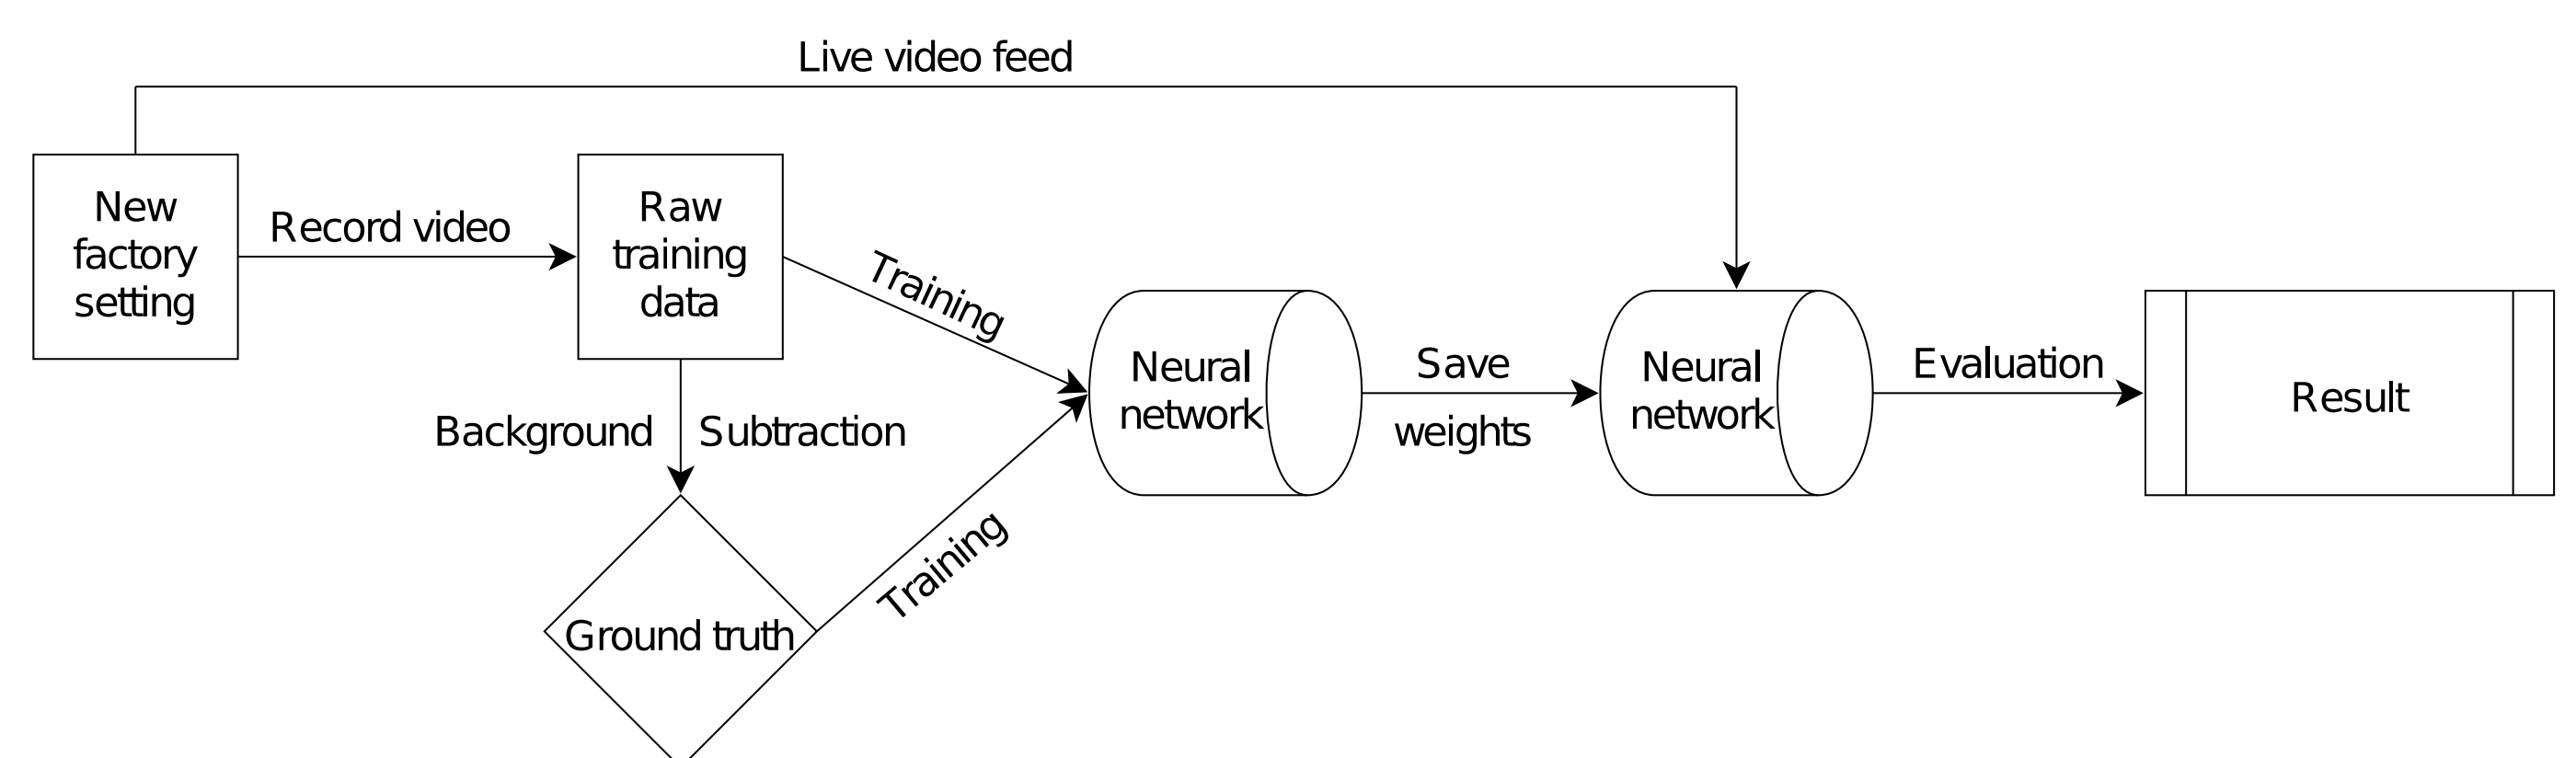 Live video feed
New
factory
setting
Record video
Raw
training
data
Training
Background Subtraction
Ground truth
Training
Neural
network
Save
weights
Neural
network
Evaluation
Result